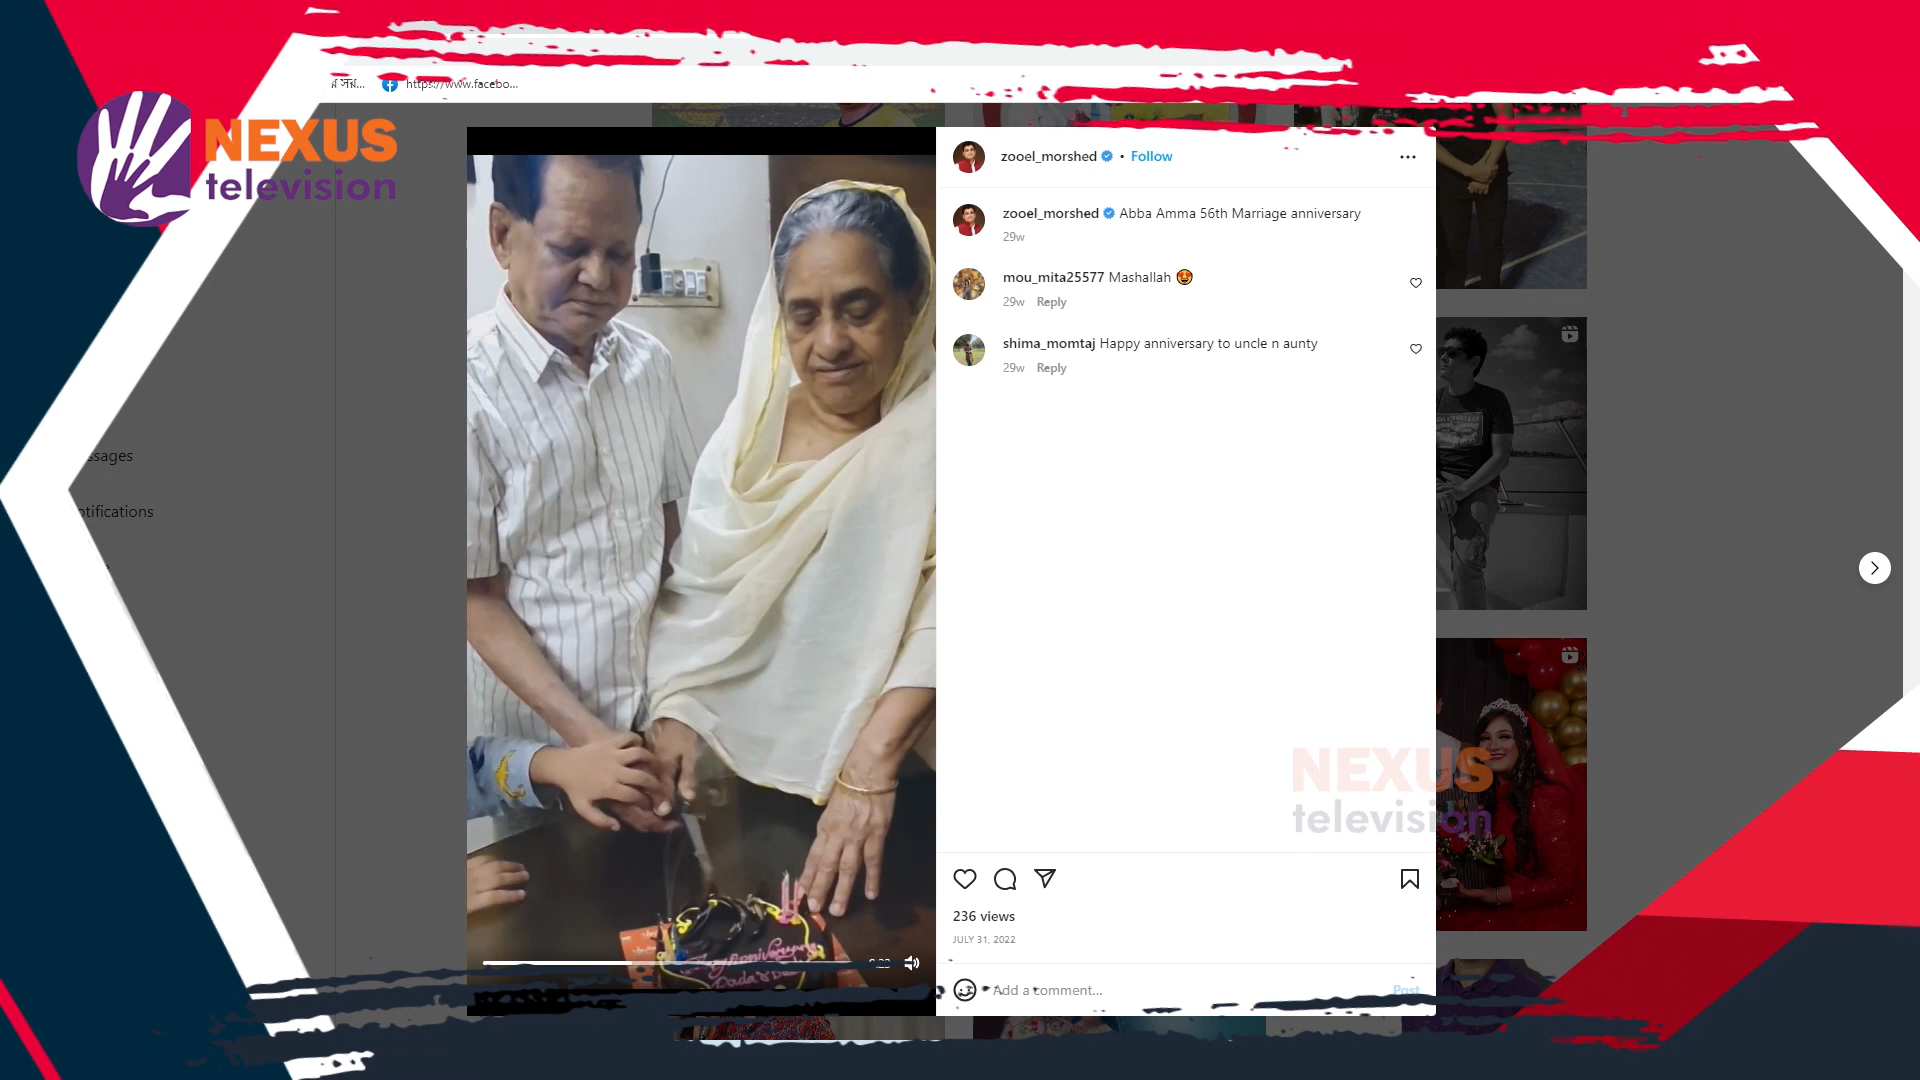 https://www.facebo...
NEXUS
television
zooel_morshed • Follow
zooel_morshed Abba Amma 56th Marriage anniversary
29w
mou_mita25577 Mashallah 😍
29w Reply
shima_momtaj Happy anniversary to uncle n aunty
29w Reply
ssages
otifications
NEXUS
television
236 views
JULY 31, 2022
Anniversary
Dada &
Add a comment...
Post